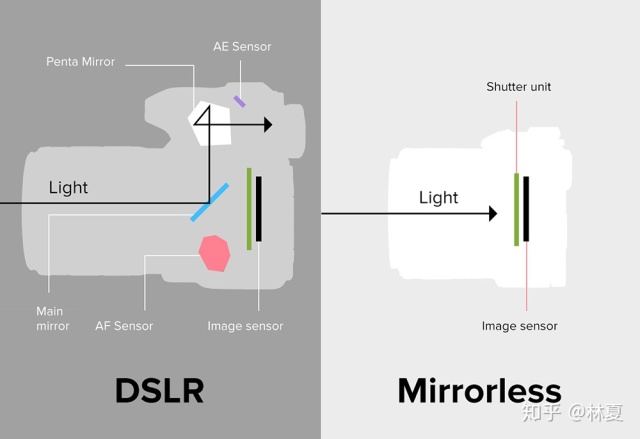 AE Sensor
Penta Mirror
Light
Main
mirror
AF Sensor
Image sensor
DSLR
Shutter unit
Light
Image sensor
Mirrorless
知乎 @林夏